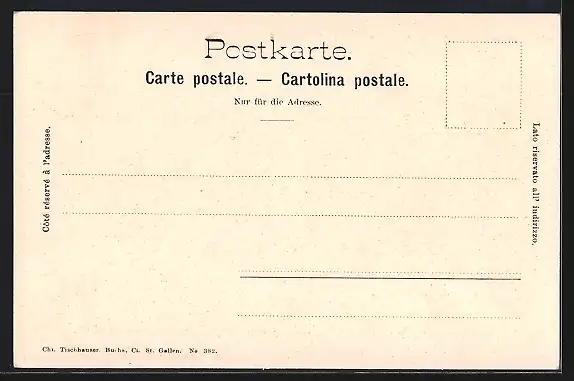 Postkarte.
Carte postale. — Cartolina postale.
Nur für die Adresse.
Côté réservé à l'adresse.
Lato riservato all' indirizzo.
Chr. Tischhauser, Buchs, Ct. St. Gallen. No 382.